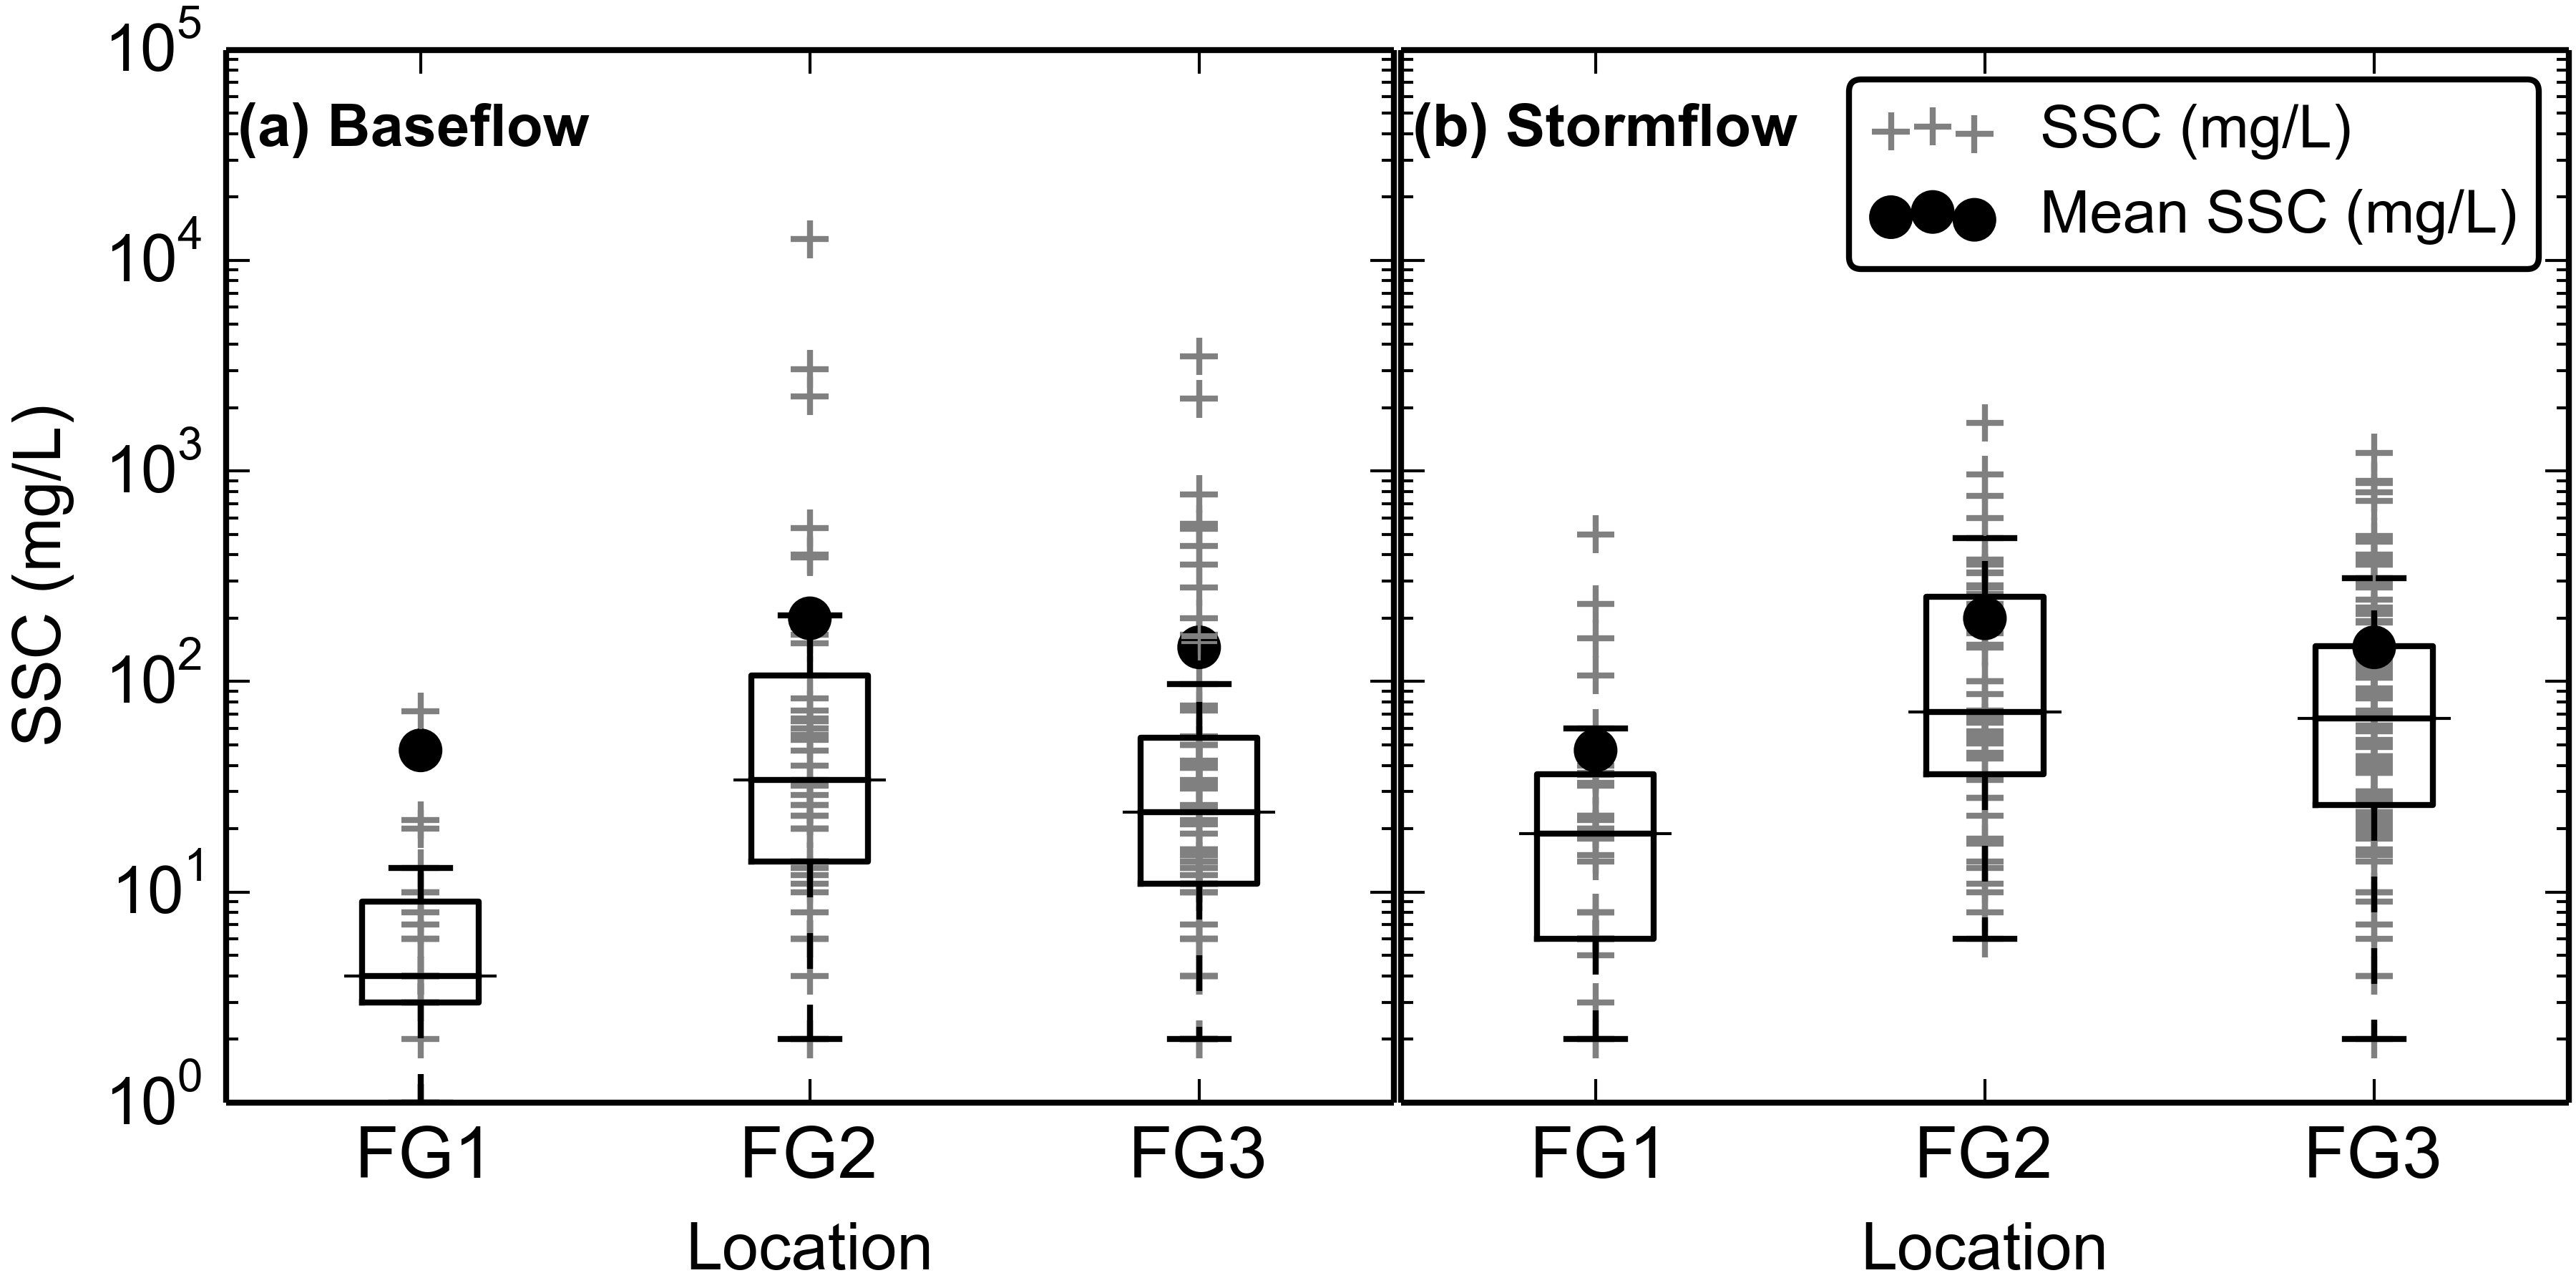 SSC (mg/L)
10^5
10^4
10^3
10^2
10^1
10^0
(a) Baseflow
FG1 FG2 FG3
Location
(b) Stormflow
SSC (mg/L)
Mean SSC (mg/L)
FG1 FG2 FG3
Location